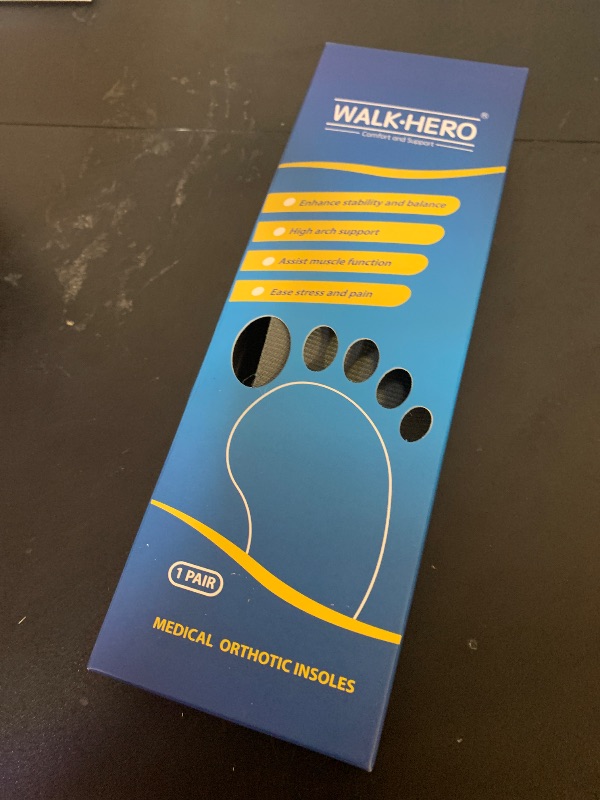 WALK·HERO®
Comfort and Support
Enhance stability and balance
High arch support
Assist muscle function
Ease stress and pain
1 PAIR
MEDICAL ORTHOTIC INSOLES